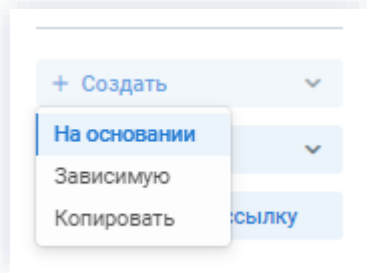 + Создать
На основании
Зависимую
Копировать
ссылку